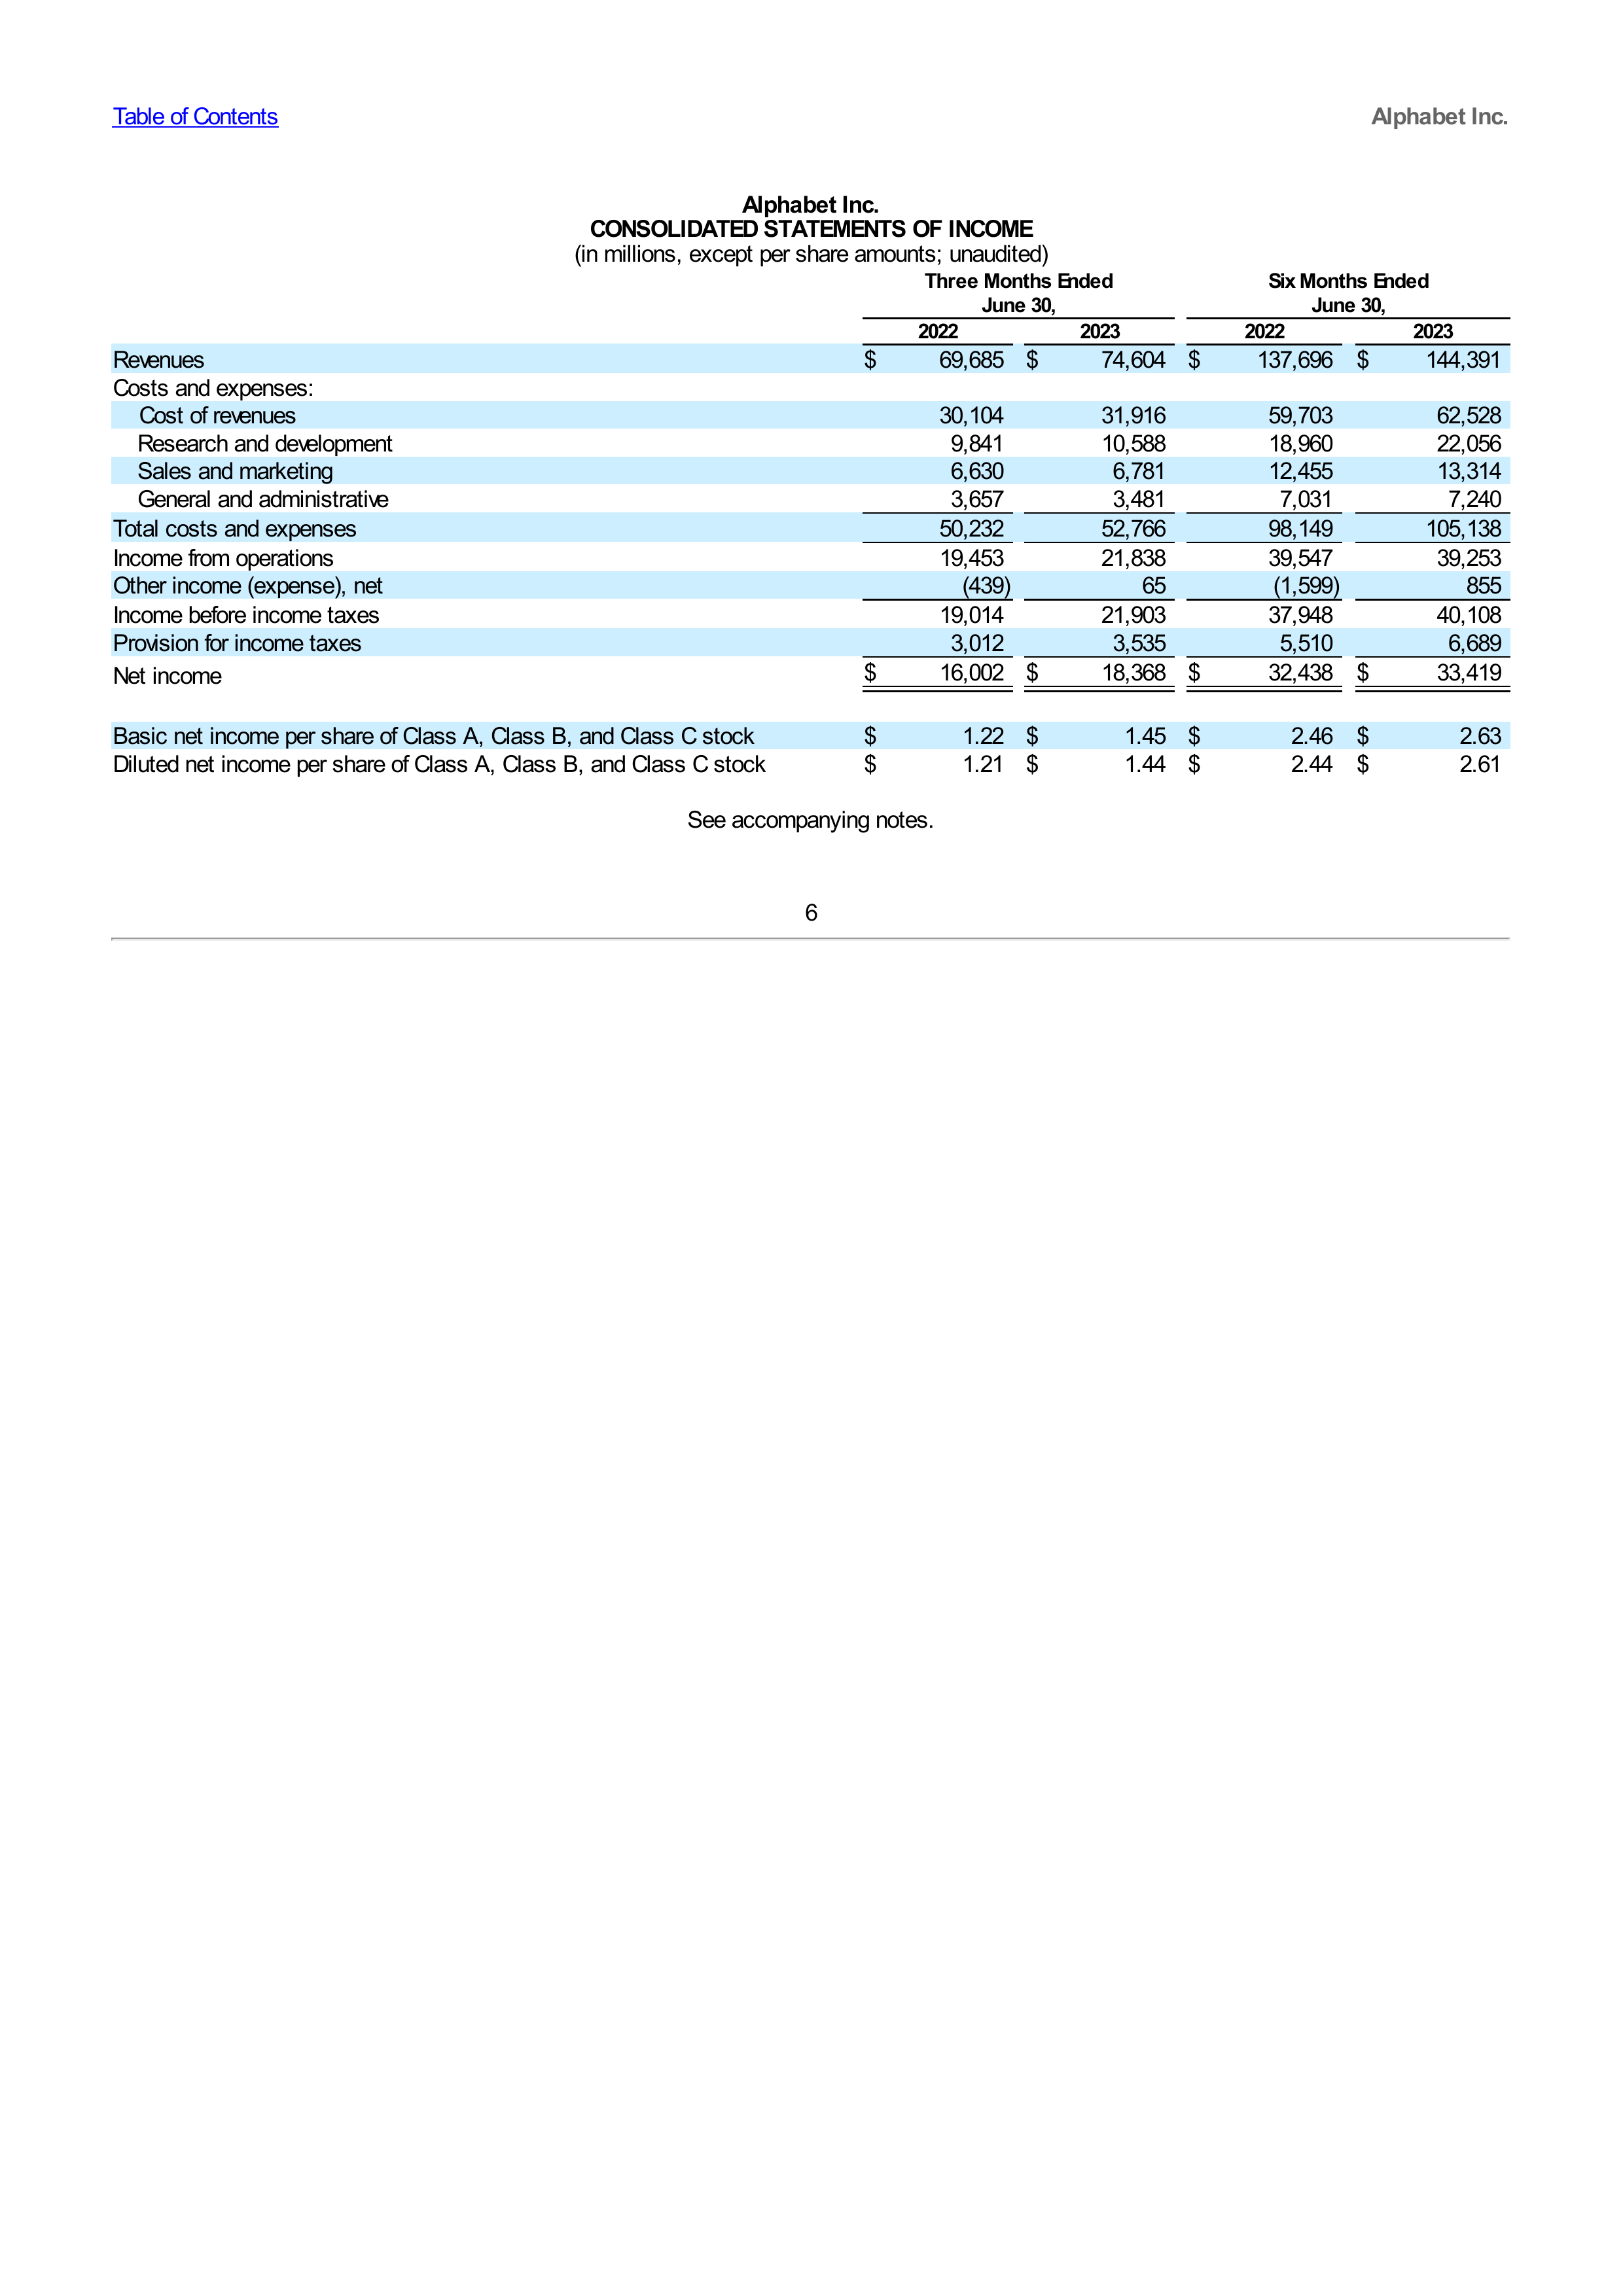 Table of Contents Alphabet Inc.
Alphabet Inc.
CONSOLIDATED STATEMENTS OF INCOME
(in millions, except per share amounts; unaudited)
Three Months Ended Six Months Ended
June 30, June 30,
2022 2023 2022 2023
Revenues $ 69,685 $ 74,604 $ 137,696 $ 144,391
Costs and expenses:
Cost of revenues 30,104 31,916 59,703 62,528
Research and development 9,841 10,588 18,960 22,056
Sales and marketing 6,630 6,781 12,455 13,314
General and administrative 3,657 3,481 7,031 7,240
Total costs and expenses 50,232 52,766 98,149 105,138
Income from operations 19,453 21,838 39,547 39,253
Other income (expense), net (439) 65 (1,599) 855
Income before income taxes 19,014 21,903 37,948 40,108
Provision for income taxes 3,012 3,535 5,510 6,689
Net income $ 16,002 $ 18,368 $ 32,438 $ 33,419
Basic net income per share of Class A, Class B, and Class C stock $ 1.22 $ 1.45 $ 2.46 $ 2.63
Diluted net income per share of Class A, Class B, and Class C stock $ 1.21 $ 1.44 $ 2.44 $ 2.61
See accompanying notes.
6